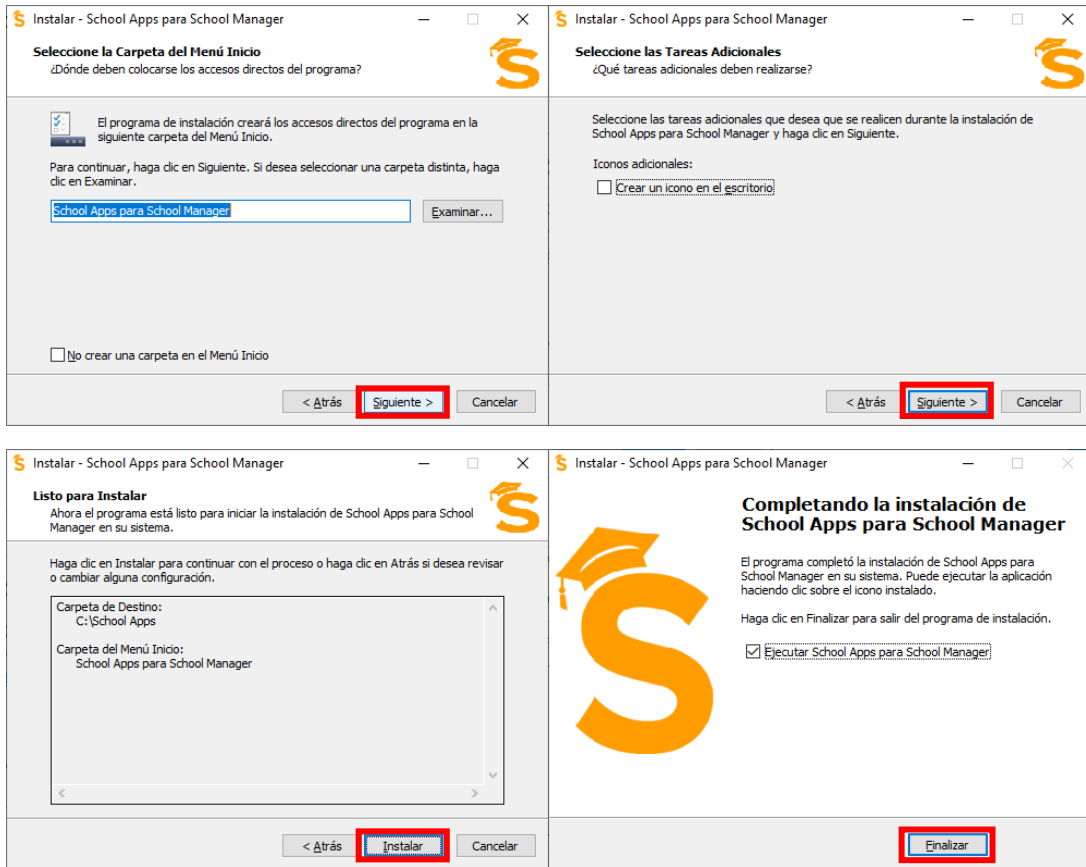 Instalar - School Apps para School Manager
Seleccione la Carpeta del Menú Inicio
¿Dónde deben colocarse los accesos directos del programa?
El programa de instalación creará los accesos directos del programa en la
siguiente carpeta del Menú Inicio.
Para continuar, haga clic en Siguiente. Si desea seleccionar una carpeta distinta, haga
clic en Examinar.
School Apps para School Manager
Examinar...
No crear una carpeta en el Menú Inicio
< Atrás
Siguiente >
Cancelar
Instalar - School Apps para School Manager
Seleccione las Tareas Adicionales
¿Qué tareas adicionales deben realizarse?
Seleccione las tareas adicionales que desea que se realicen durante la instalación de
School Apps para School Manager y haga clic en Siguiente.
Iconos adicionales:
Crear un icono en el escritorio
< Atrás
Siguiente >
Cancelar
Instalar - School Apps para School Manager
Listo para Instalar
Ahora el programa está listo para iniciar la instalación de School Apps para School
Manager en su sistema.
Haga clic en Instalar para continuar con el proceso o haga clic en Atrás si desea revisar
o cambiar alguna configuración.
Carpeta de Destino:
C:\School Apps
Carpeta del Menú Inicio:
School Apps para School Manager
< Atrás
Instalar
Cancelar
Instalar - School Apps para School Manager
Completando la instalación de
School Apps para School Manager
El programa completó la instalación de School Apps para
School Manager en su sistema. Puede ejecutar la aplicación
haciendo clic sobre el icono instalado.
Haga clic en Finalizar para salir del programa de instalación.
Ejecutar School Apps para School Manager
Finalizar